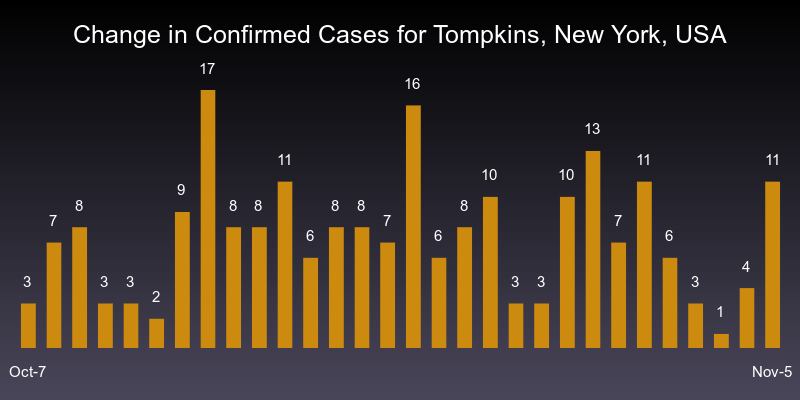 Change in Confirmed Cases for Tompkins, New York, USA
3 7 8 3 3 2 9 17 8 8 11 6 8 8 7 16 6 8 10 3 3 10 13 7 11 6 3 1 4 11
Oct-7 Nov-5